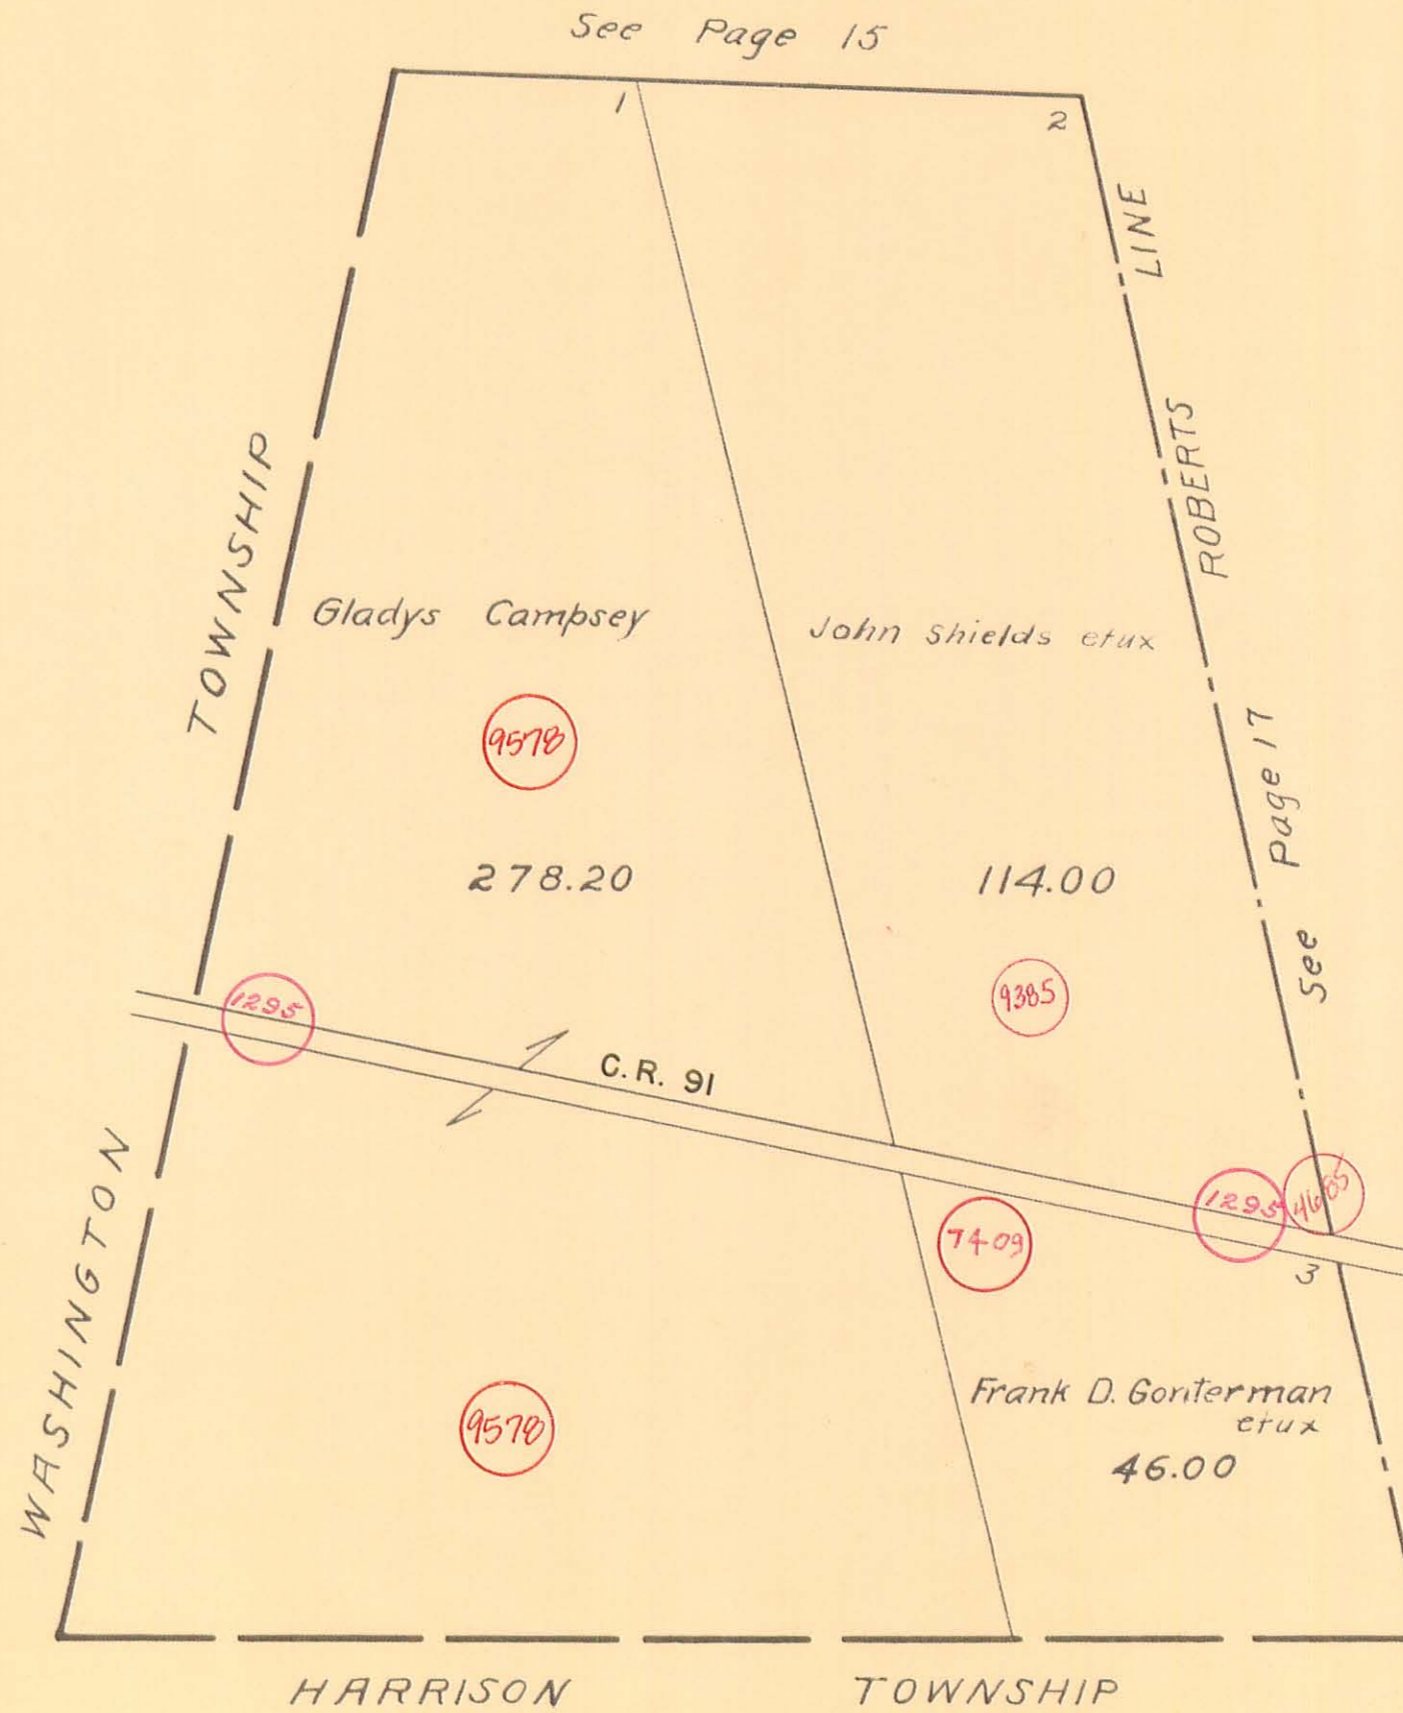 See Page 15
1
2
LINE
ROBERTS
See Page 17
TOWNSHIP
WASHINGTON
Gladys Campsey
John Shields etux
9578
278.20
114.00
9385
1295
C.R. 91
1295
4685
7409
3
Frank D. Gonterman
etux
46.00
9578
HARRISON TOWNSHIP